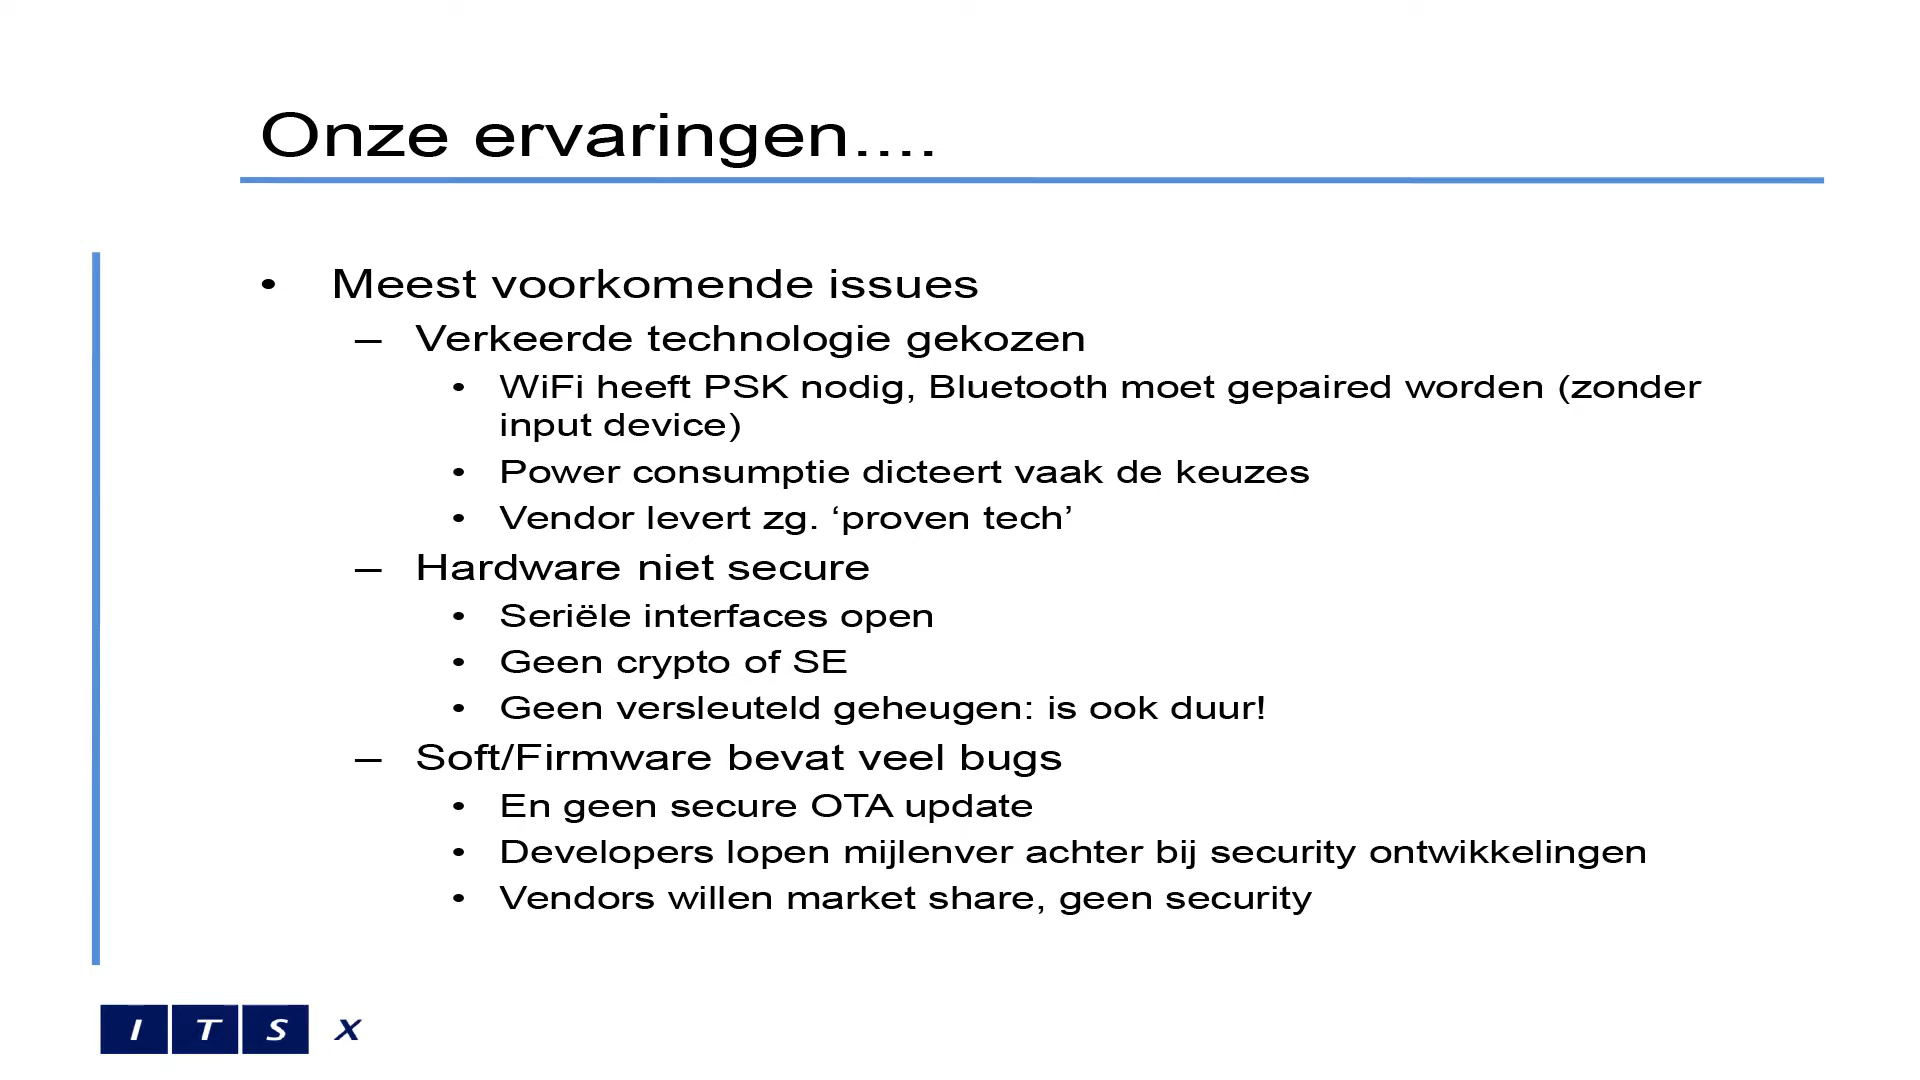 Onze ervaringen....
• Meest voorkomende issues
– Verkeerde technologie gekozen
• WiFi heeft PSK nodig, Bluetooth moet gepaired worden (zonder
input device)
• Power consumptie dicteert vaak de keuzes
• Vendor levert zg. ‘proven tech’
– Hardware niet secure
• Seriële interfaces open
• Geen crypto of SE
• Geen versleuteld geheugen: is ook duur!
– Soft/Firmware bevat veel bugs
• En geen secure OTA update
• Developers lopen mijlenver achter bij security ontwikkelingen
• Vendors willen market share, geen security
I T S X